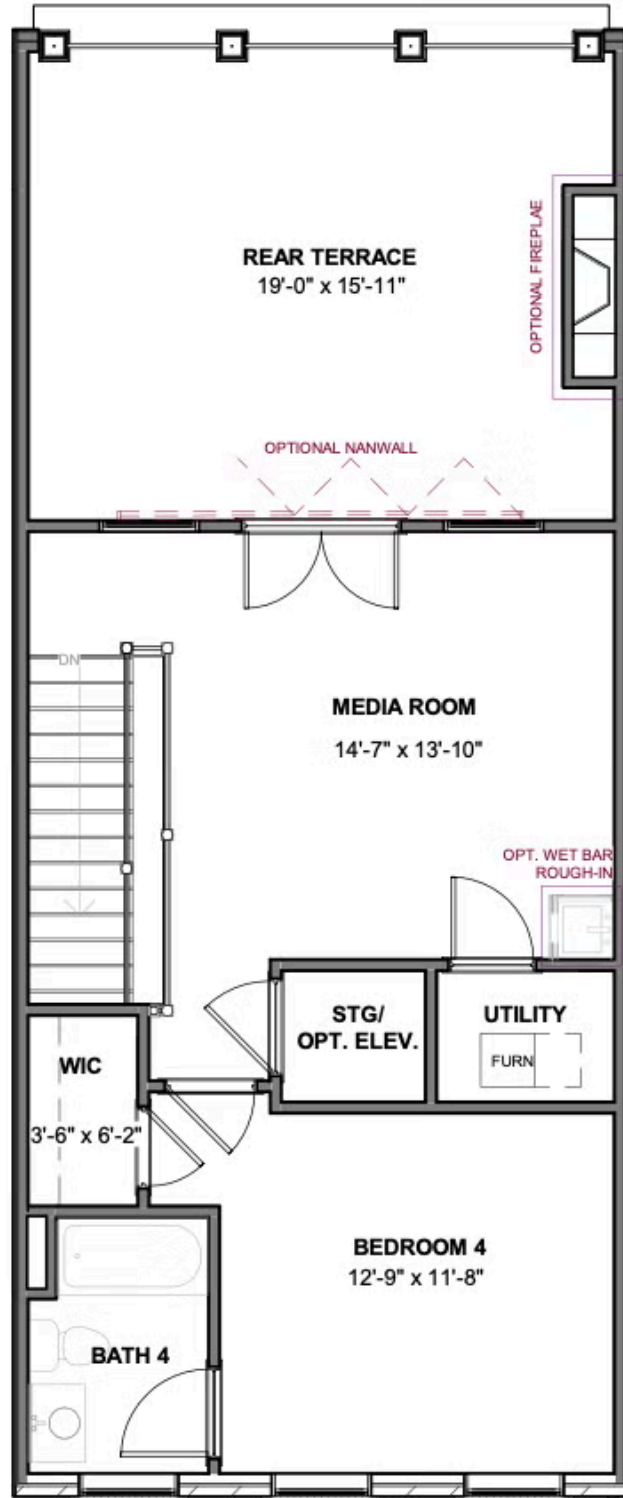 REAR TERRACE
19'-0" x 15'-11"
OPTIONAL FIREPLAE
OPTIONAL NANWALL
DN
MEDIA ROOM
14'-7" x 13'-10"
OPT. WET BAR
ROUGH-IN
STG/
OPT. ELEV.
UTILITY
FURN
WIC
3'-6" x 6'-2"
BEDROOM 4
12'-9" x 11'-8"
BATH 4